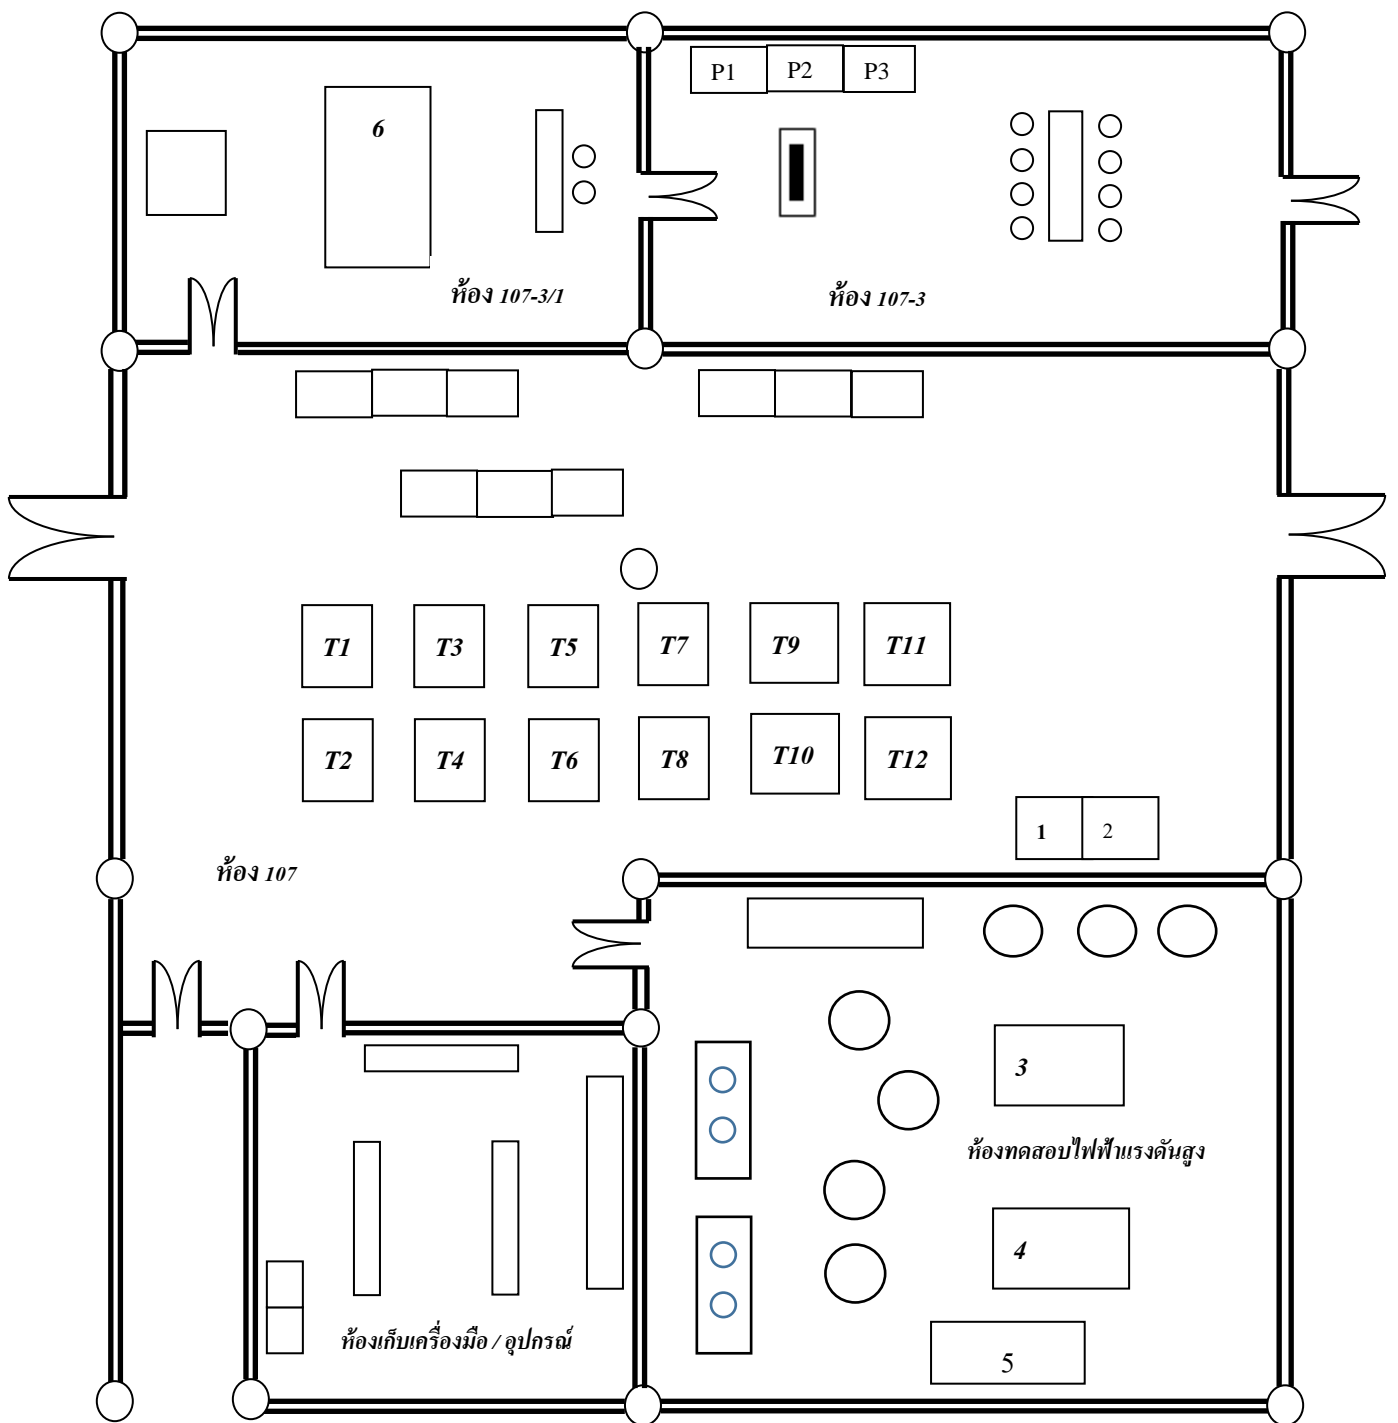 P1 P2 P3
6
ห้อง 107-3/1
ห้อง 107-3
T1 T3 T5 T7 T9 T11
T2 T4 T6 T8 T10 T12
1 2
ห้อง 107
3
ห้องทดสอบไฟฟ้าแรงดันสูง
4
ห้องเก็บเครื่องมือ / อุปกรณ์
5